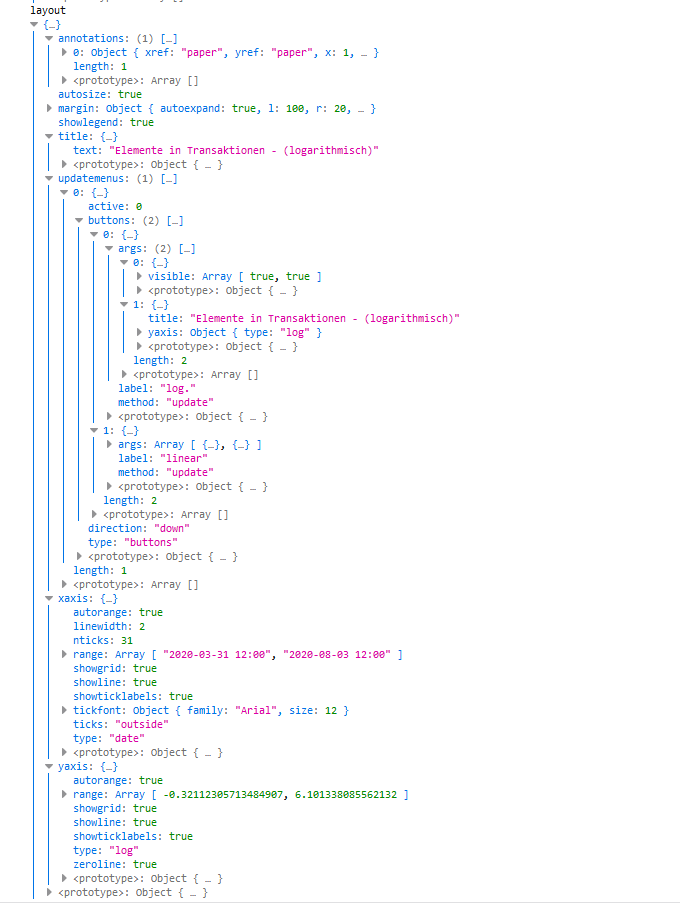 layout
{…}
annotations: (1) […]
0: Object { xref: "paper", yref: "paper", x: 1, … }
length: 1
<prototype>: Array []
autosize: true
margin: Object { autoexpand: true, l: 100, r: 20, … }
showlegend: true
title: {…}
text: "Elemente in Transaktionen - (logarithmisch)"
<prototype>: Object { … }
updatemenus: (1) […]
0: {…}
active: 0
buttons: (2) […]
0: {…}
args: (2) […]
0: {…}
visible: Array [ true, true ]
<prototype>: Object { … }
1: {…}
title: "Elemente in Transaktionen - (logarithmisch)"
yaxis: Object { type: "log" }
<prototype>: Object { … }
length: 2
<prototype>: Array []
label: "log."
method: "update"
<prototype>: Object { … }
1: {…}
args: Array [ {…}, {…} ]
label: "linear"
method: "update"
<prototype>: Object { … }
length: 2
<prototype>: Array []
direction: "down"
type: "buttons"
<prototype>: Object { … }
length: 1
<prototype>: Array []
xaxis: {…}
autorange: true
linewidth: 2
nticks: 31
range: Array [ "2020-03-31 12:00", "2020-08-03 12:00" ]
showgrid: true
showline: true
showticklabels: true
tickfont: Object { family: "Arial", size: 12 }
ticks: "outside"
type: "date"
<prototype>: Object { … }
yaxis: {…}
autorange: true
range: Array [ -0.32112305713484907, 6.101338085562132 ]
showgrid: true
showline: true
showticklabels: true
type: "log"
zeroline: true
<prototype>: Object { … }
<prototype>: Object { … }